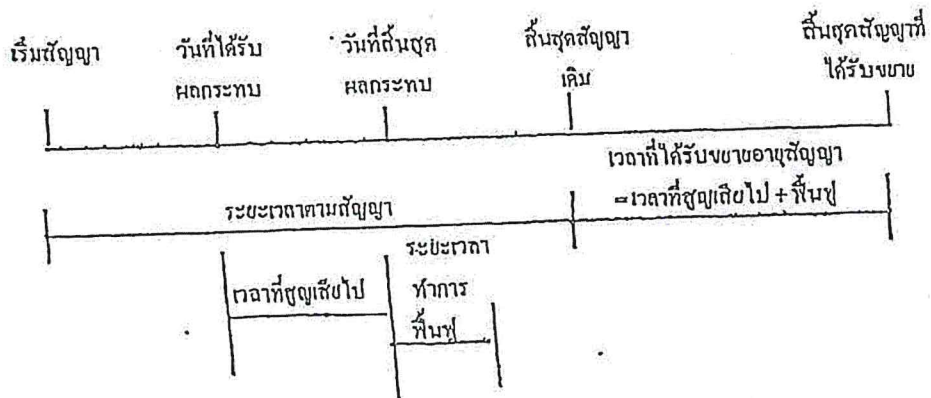 เริ่มสัญญา
วันที่ได้รับ
ผลกระทบ
วันที่สิ้นสุด
ผลกระทบ
สิ้นสุดสัญญา
เดิม
สิ้นสุดสัญญาที่
ได้รับขยาย
เวลาที่ได้รับขยายอายุสัญญา
=เวลาที่สูญเสียไป + ฟื้นฟู
ระยะเวลาตามสัญญา
เวลาที่สูญเสียไป
ระยะเวลา
ทำการ
ฟื้นฟู